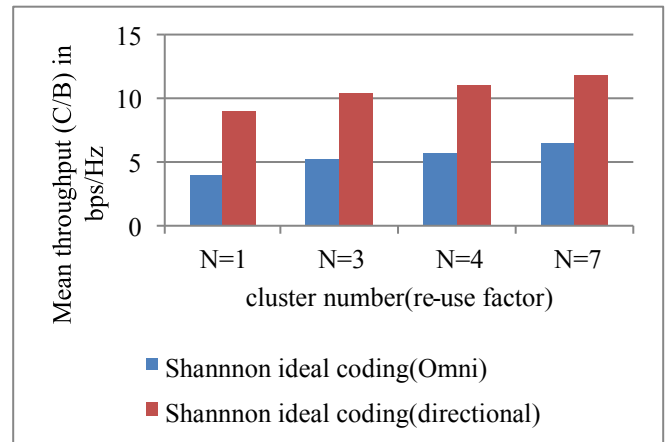 Mean throughput (C/B) in
bps/Hz
15
10
5
0
N=1 N=3 N=4 N=7
cluster number(re-use factor)
Shannnon ideal coding(Omni)
Shannnon ideal coding(directional)